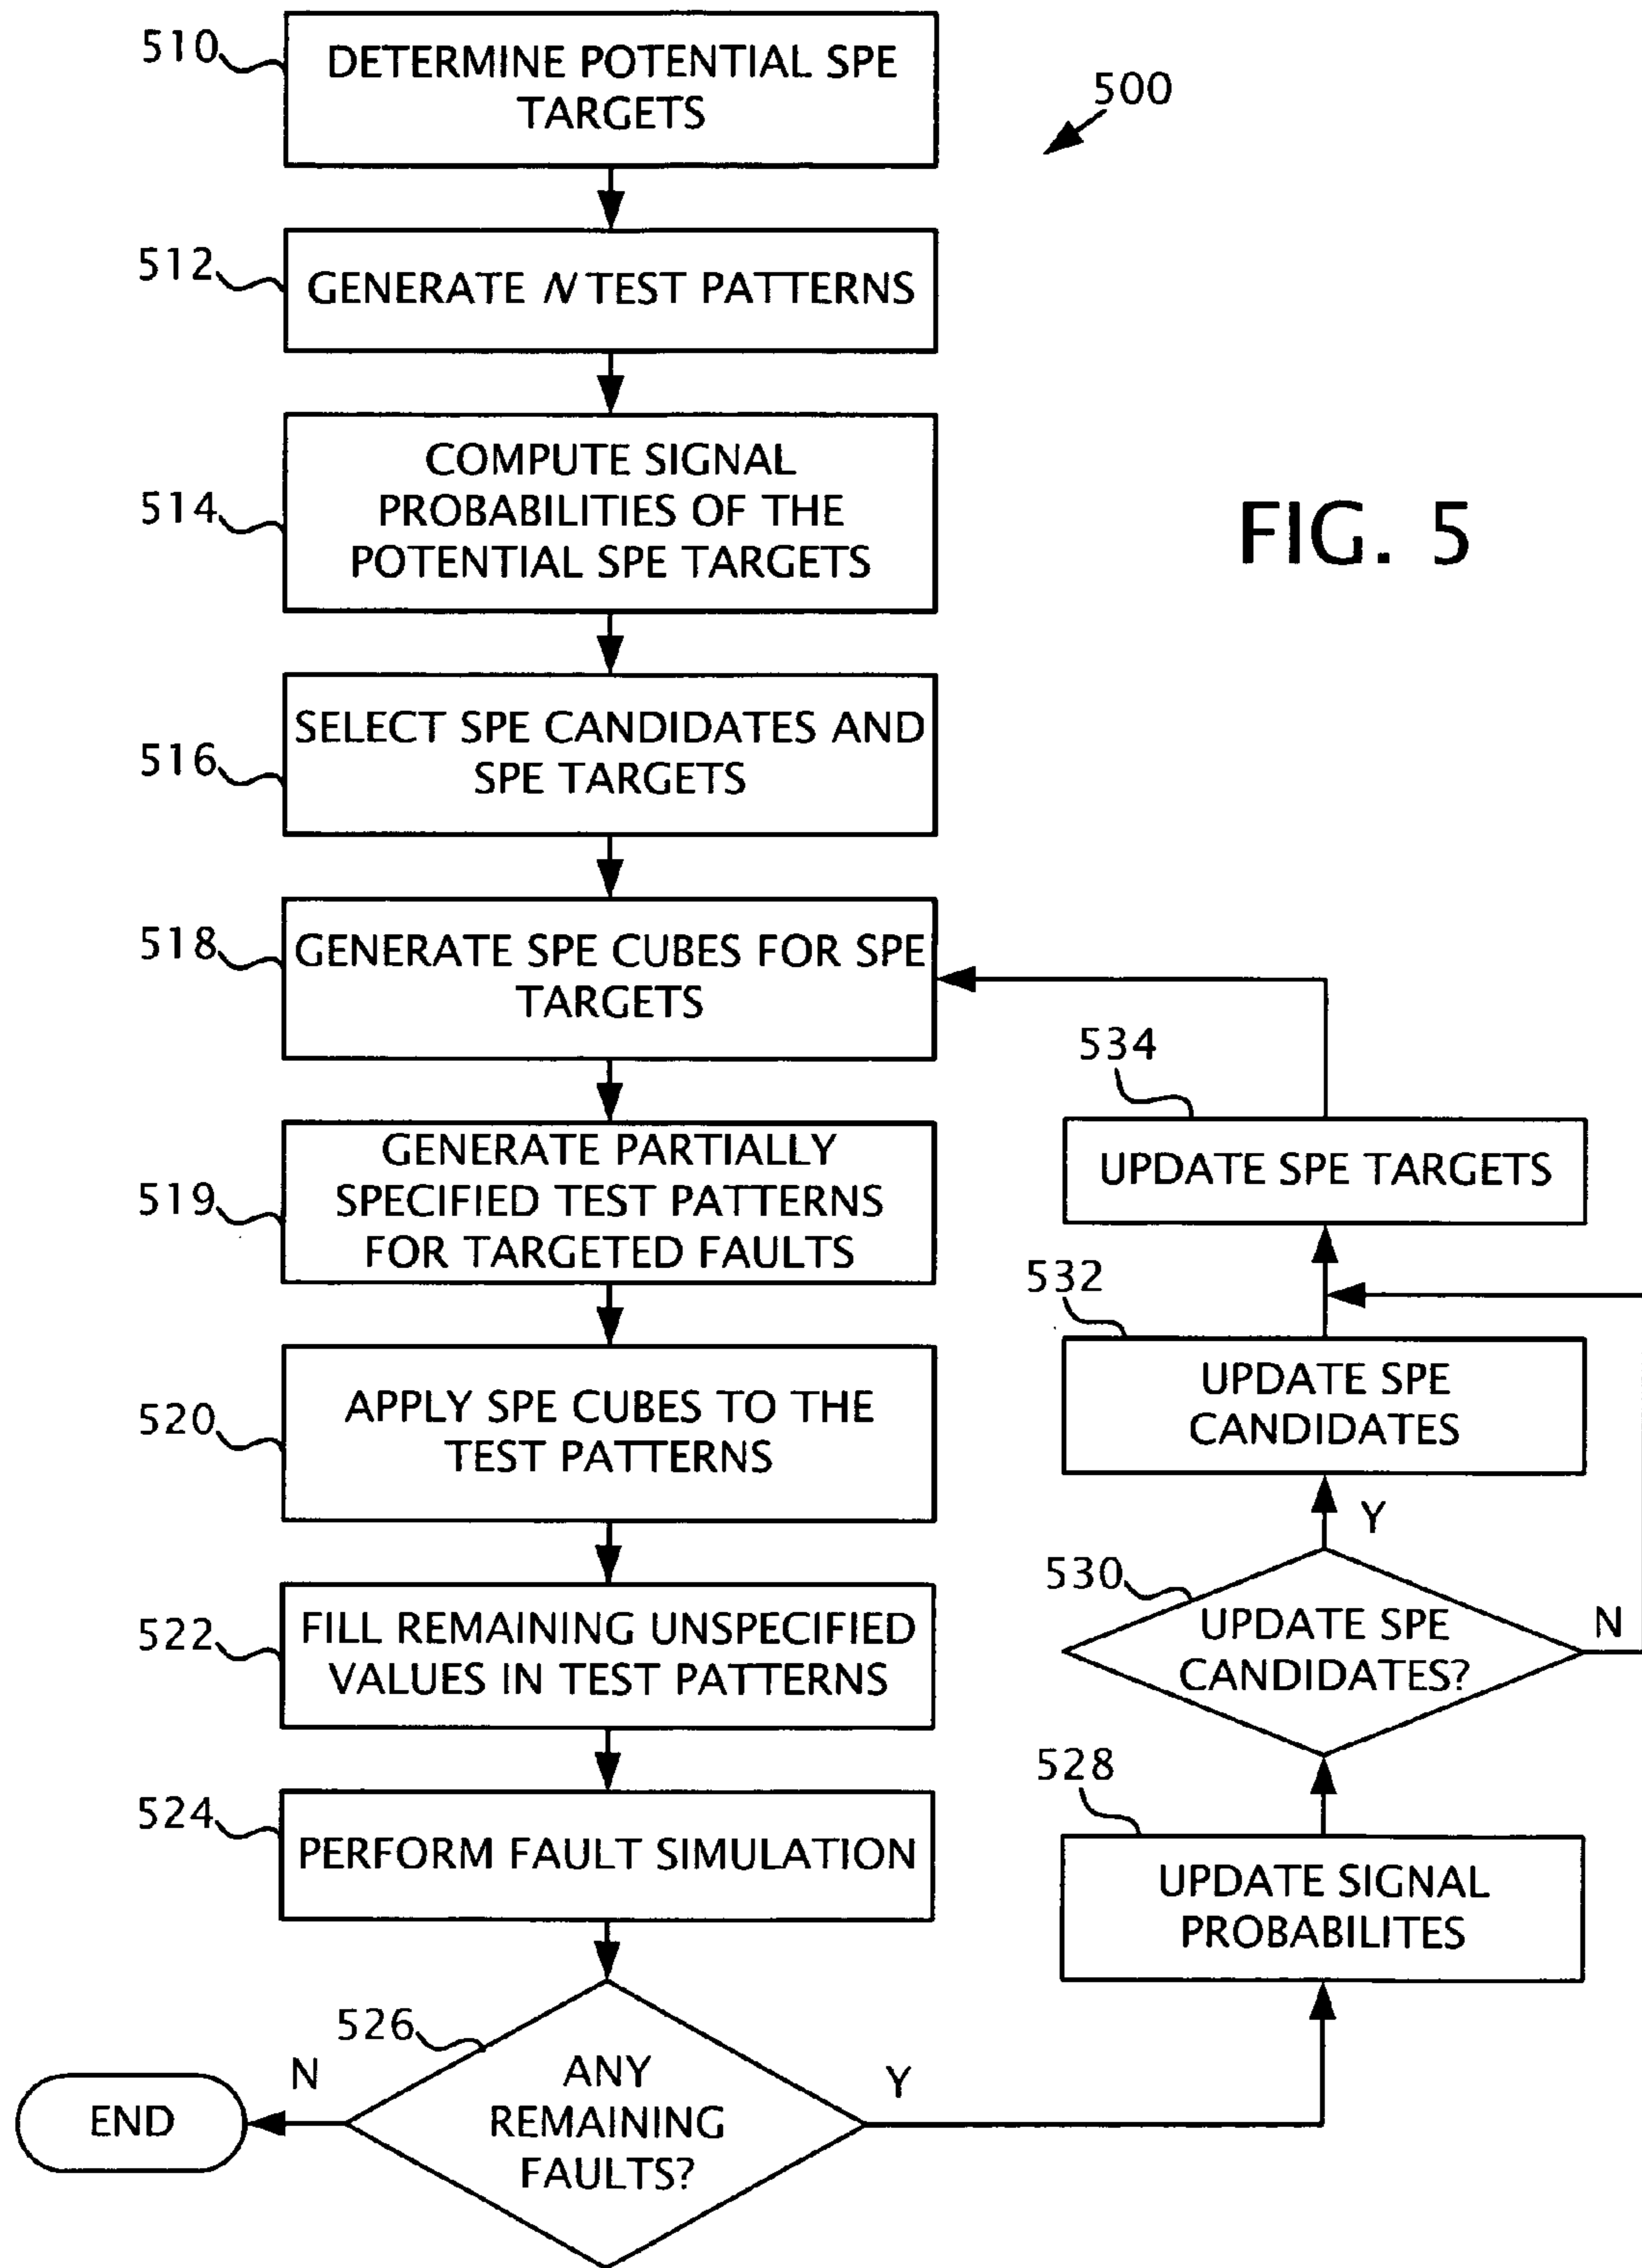 510
DETERMINE POTENTIAL SPE
TARGETS
500
512
GENERATE N TEST PATTERNS
514
COMPUTE SIGNAL
PROBABILITIES OF THE
POTENTIAL SPE TARGETS
FIG. 5
516
SELECT SPE CANDIDATES AND
SPE TARGETS
518
GENERATE SPE CUBES FOR SPE
TARGETS
519
GENERATE PARTIALLY
SPECIFIED TEST PATTERNS
FOR TARGETED FAULTS
520
APPLY SPE CUBES TO THE
TEST PATTERNS
522
FILL REMAINING UNSPECIFIED
VALUES IN TEST PATTERNS
524
PERFORM FAULT SIMULATION
526
ANY
REMAINING
FAULTS?
N
END
Y
528
UPDATE SIGNAL
PROBABILITES
530
UPDATE SPE
CANDIDATES?
N
Y
532
UPDATE SPE
CANDIDATES
534
UPDATE SPE TARGETS